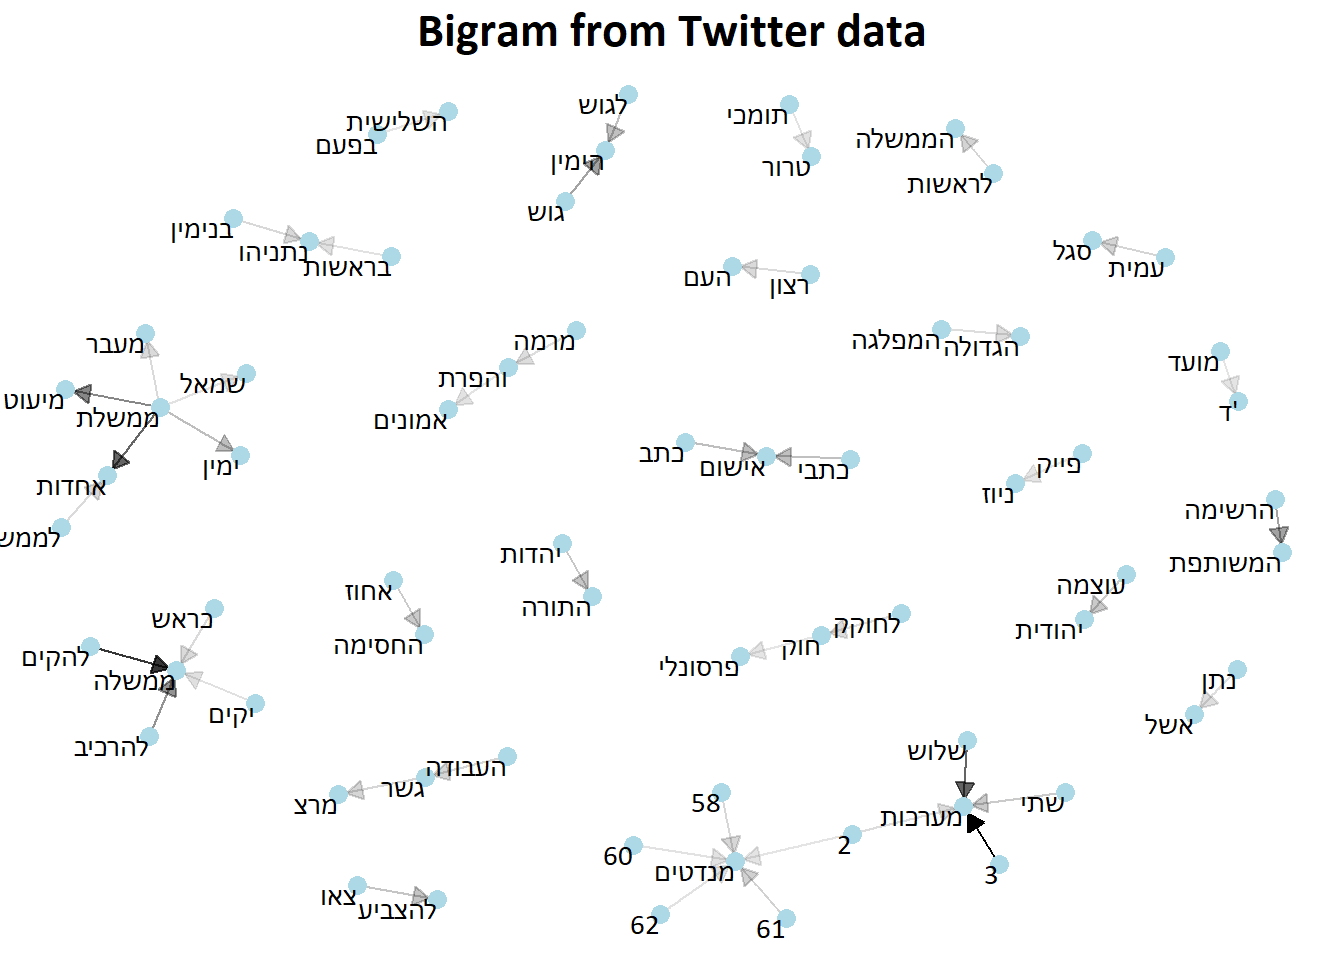 Bigram from Twitter data
השלישית
בפעם
לגוש
הימין
גוש
תומכי
טרור
הממשלה
לראשות
בנימין
נתניהו
בראשות
העם
רצון
סגל
עמית
מעבר
שמאל
מיעוט
ממשלת
ימין
אחדות
לממש
מרמה
והפרת
אמונים
המפלגה
הגדולה
מועד
יד'
כתב
אישום
כתבי
פייק
ניוז
הרשימה
המשותפת
יהדות
התורה
אחוז
החסימה
עוצמה
יהודית
בראש
להקים
ממשלה
יקים
להרכיב
לחוקק
חוק
פרסונלי
נתן
אשל
העבודה
גשר
מרצ
שלוש
שתי
מערכות
2
3
58
60
מנדטים
62
61
צאו
להצביע